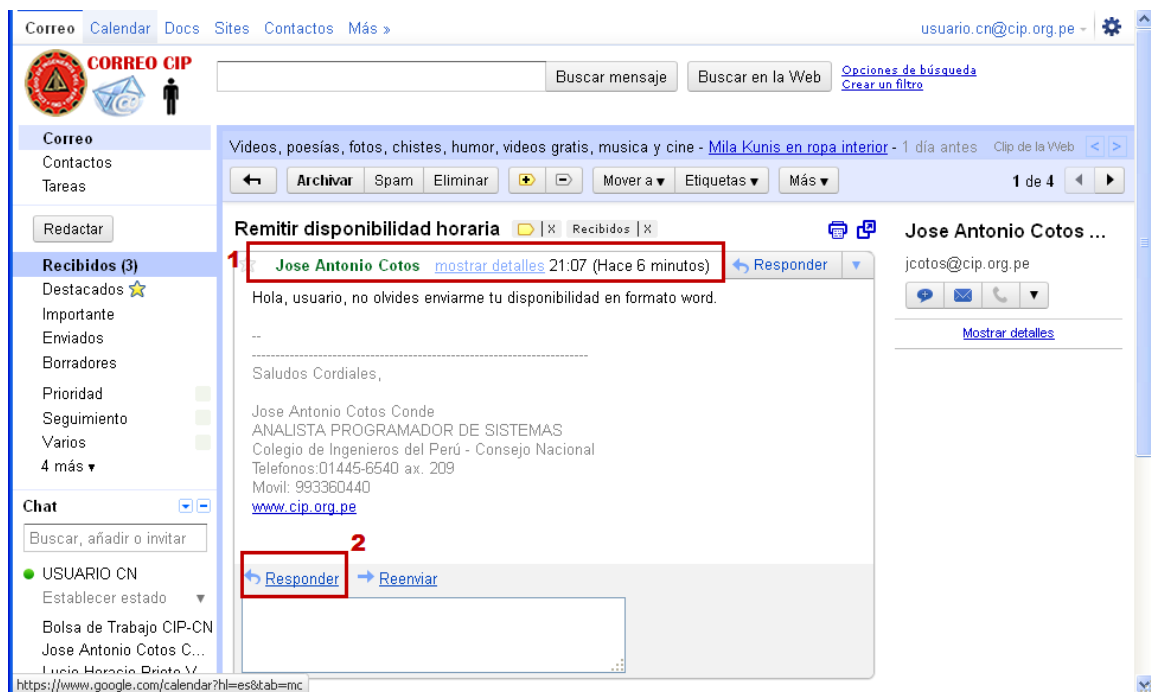 Correo Calendar Docs Sites Contactos Más » usuario.cn@cip.org.pe
CORREO CIP
Buscar mensaje Buscar en la Web Opciones de búsqueda
Crear un filtro
Correo
Contactos
Tareas
Videos, poesías, fotos, chistes, humor, videos gratis, musica y cine - Mila Kunis en ropa interior - 1 día antes Clip de la Web < >
Archivar Spam Eliminar Mover a Etiquetas Más 1 de 4
Redactar
Recibidos (3)
Destacados
Importante
Enviados
Borradores
Prioridad
Seguimiento
Varios
4 más
Chat
Buscar, añadir o invitar
USUARIO CN
Establecer estado
Bolsa de Trabajo CIP-CN
Jose Antonio Cotos C...
Remitir disponibilidad horaria X Recibidos X
1
Jose Antonio Cotos mostrar detalles 21:07 (Hace 6 minutos) Responder
Hola, usuario, no olvides enviarme tu disponibilidad en formato word.
--
--------------------------------------------------------------------
Saludos Cordiales,
Jose Antonio Cotos Conde
ANALISTA PROGRAMADOR DE SISTEMAS
Colegio de Ingenieros del Perú - Consejo Nacional
Telefonos:01445-6540 ax. 209
Movil: 993360440
www.cip.org.pe
2
Responder Reenviar
Jose Antonio Cotos ...
jcotos@cip.org.pe
Mostrar detalles
https://www.google.com/calendar?hl=es&tab=mc